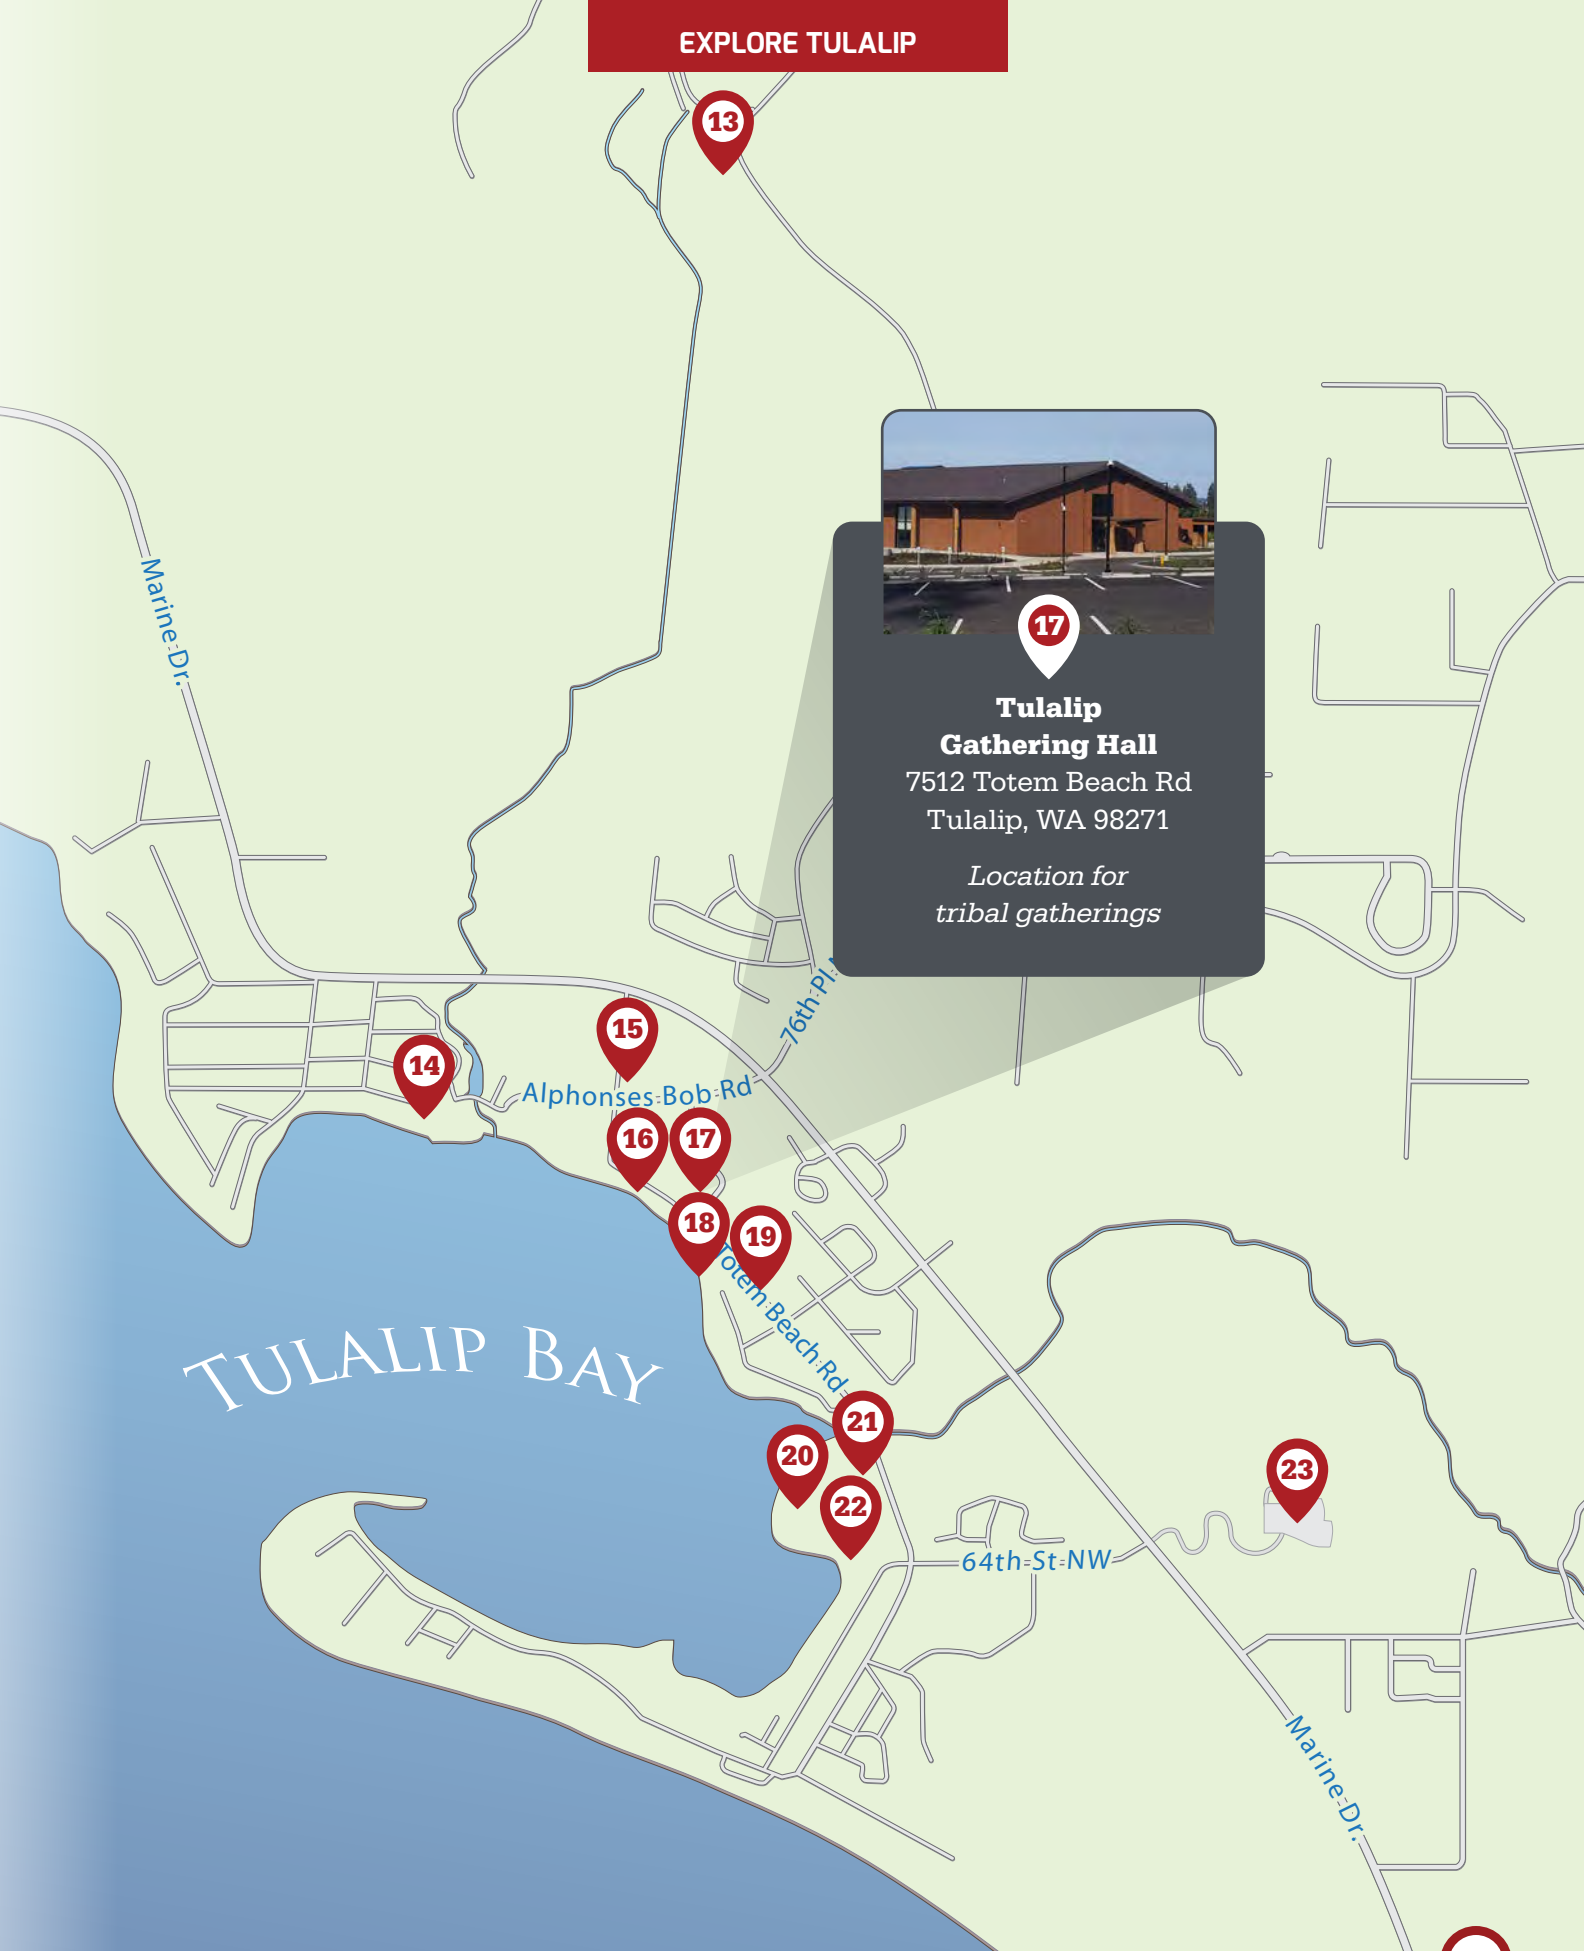 EXPLORE TULALIP
13
Marine Dr.
17
Tulalip
Gathering Hall
7512 Totem Beach Rd
Tulalip, WA 98271
Location for
tribal gatherings
76th Pl
15
14
Alphonses Bob Rd
16
17
18
19
Totem Beach Rd
TULALIP BAY
21
20
22
23
64th St NW
Marine Dr.